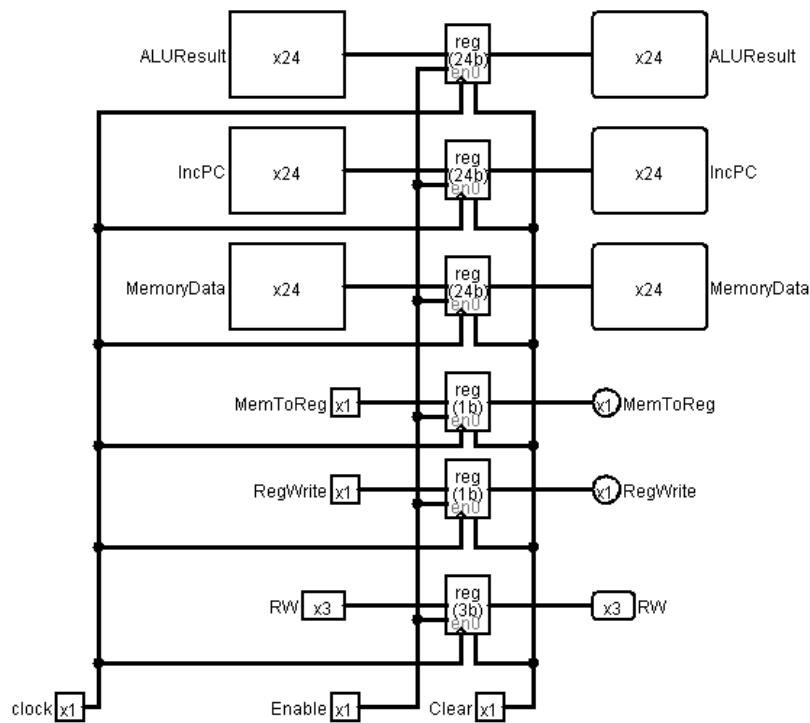 ALUResult x24 reg (24b) en0 x24 ALUResult
IncPC x24 reg (24b) en0 x24 IncPC
MemoryData x24 reg (24b) en0 x24 MemoryData
MemToReg x1 reg (1b) en0 x1 MemToReg
RegWrite x1 reg (1b) en0 x1 RegWrite
RW x3 reg (3b) en0 x3 RW
clock x1 Enable x1 Clear x1